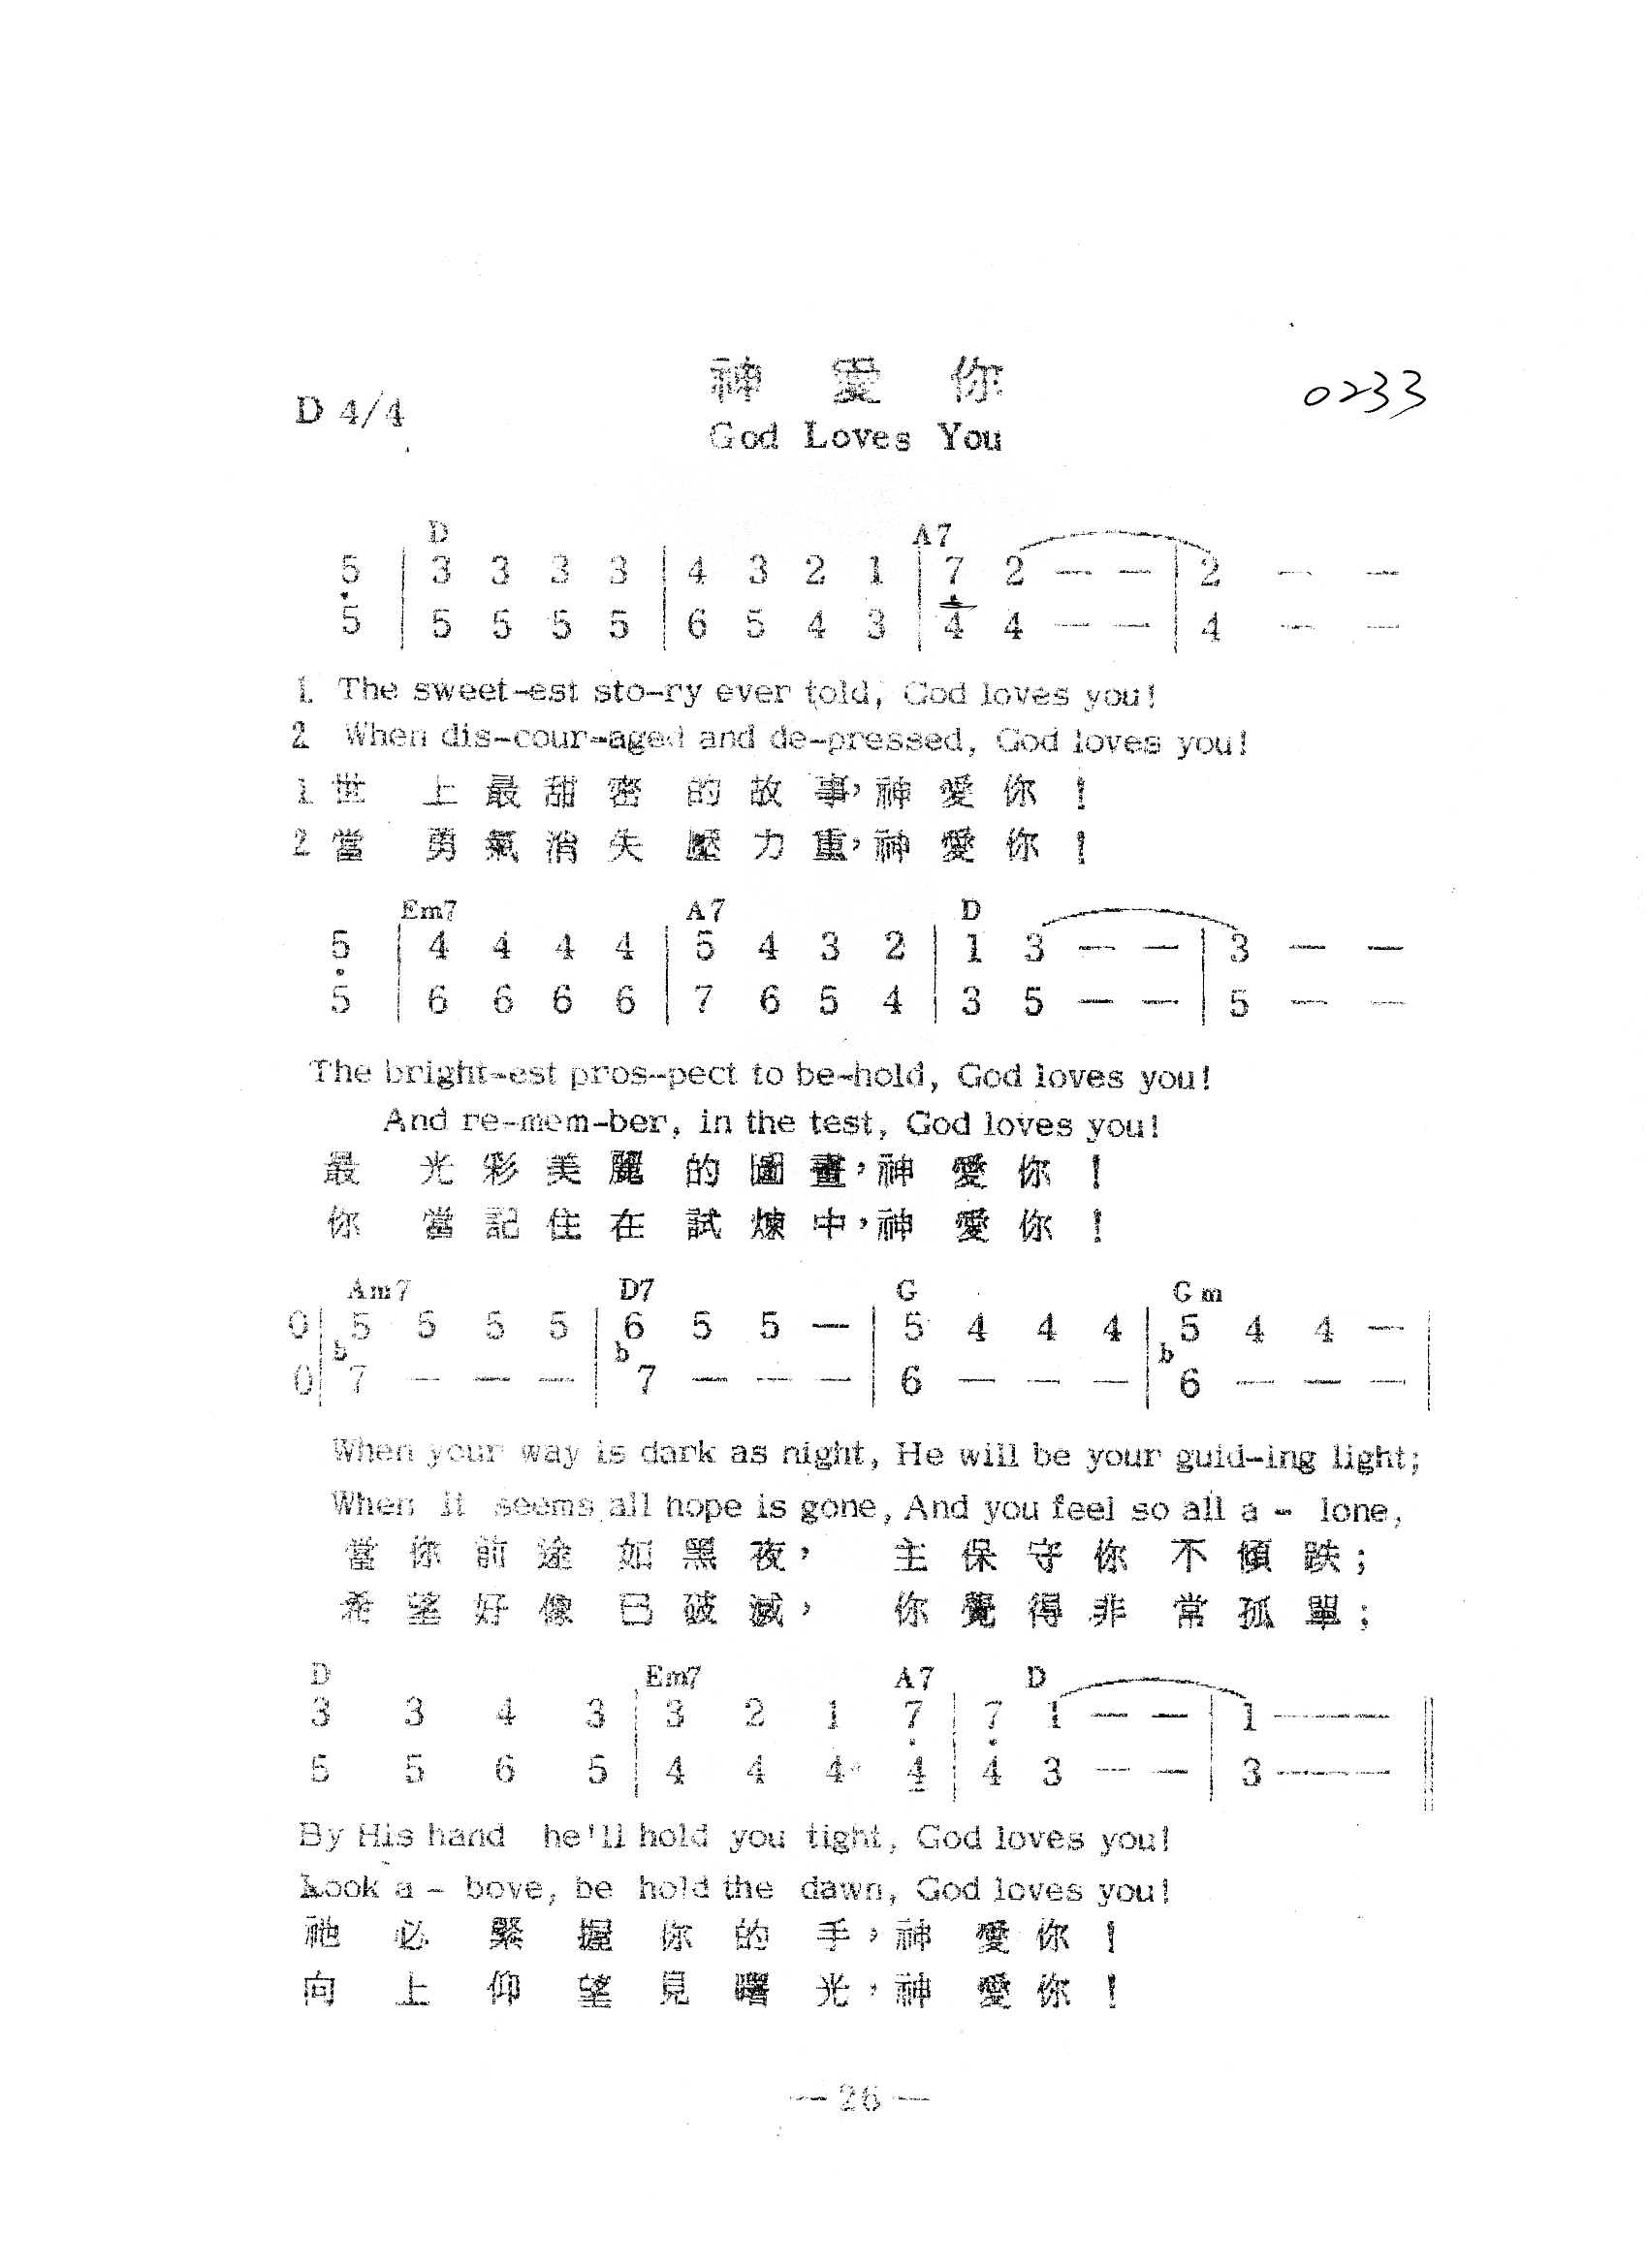 神 愛 你
0233
D 4/4
God Loves You
D A7
5 | 3 3 3 3 | 4 3 2 1 | 7 2 — — | 2 — —
5 | 5 5 5 5 | 6 5 4 3 | 4 4 — — | 4 — —
1. The sweet-est sto-ry ever told, God loves you!
2 When dis-cour-aged and de-pressed, God loves you!
1 世 上 最 甜 密 的 故 事，神 愛 你 ！
2 當 勇 氣 消 失 壓 力 重，神 愛 你 ！
Em7 A7 D
5 | 4 4 4 4 | 5 4 3 2 | 1 3 — — | 3 — —
5 | 6 6 6 6 | 7 6 5 4 | 3 5 — — | 5 — —
The bright-est pros-pect to be-hold, God loves you!
And re-mem-ber, in the test, God loves you!
最 光 彩 美 麗 的 圖 畫，神 愛 你 ！
你 當 記 住 在 試 煉 中，神 愛 你 ！
Am7 D7 G Gm
0 | 5 5 5 5 | 6 5 5 — | 5 4 4 4 | 5 4 4 — |
0 | b7 — — — | b7 — — — | 6 — — — | b6 — — — |
When your way is dark as night, He will be your guid-ing light;
When it seems all hope is gone, And you feel so all a - lone,
當 你 前 途 如 黑 夜， 主 保 守 你 不 傾 跌；
希 望 好 像 已 破 滅， 你 覺 得 非 常 孤 單；
D Em7 A7 D
3 3 4 3 | 3 2 1 7 | 7 1 — — | 1 — — — ||
5 5 6 5 | 4 4 4 4 | 4 3 — — | 3 — — — ||
By His hand he'll hold you tight, God loves you!
Look a - bove, be hold the dawn, God loves you!
祂 必 緊 握 你 的 手，神 愛 你 ！
向 上 仰 望 見 曙 光，神 愛 你 ！
— 26 —